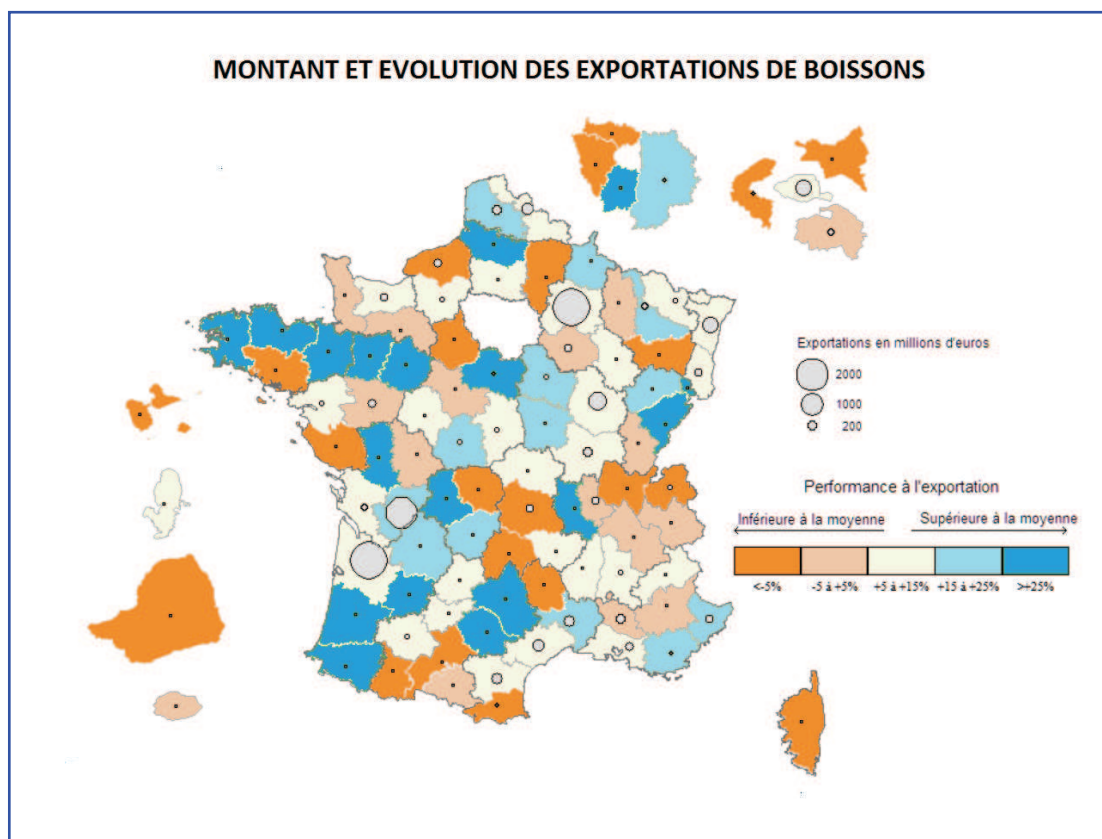 MONTANT ET EVOLUTION DES EXPORTATIONS DE BOISSONS
Exportations en millions d'euros
2000
1000
200
Performance à l'exportation
Inférieure à la moyenne
Supérieure à la moyenne
<-5%
-5 à +5%
+5 à +15%
+15 à +25%
>+25%